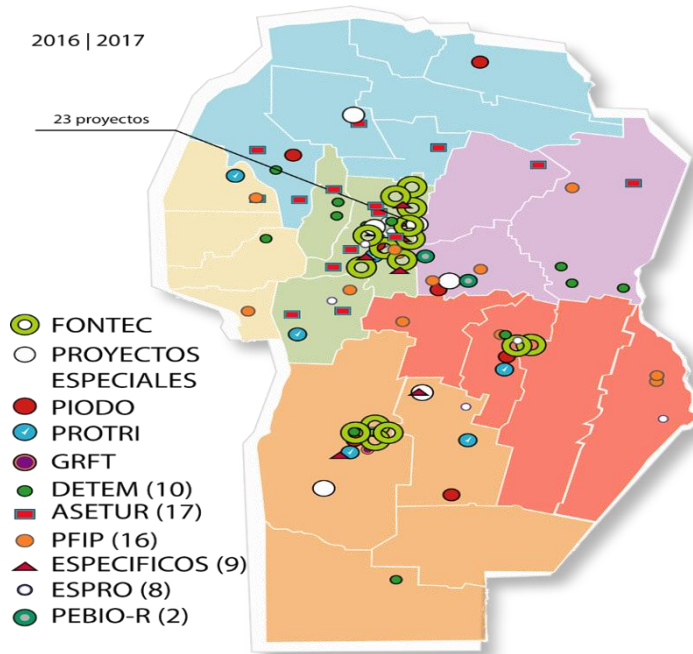 2016 | 2017
23 proyectos
FONTEC
PROYECTOS
ESPECIALES
PIODO
PROTRI
GRFT
DETEM (10)
ASETUR (17)
PFIP (16)
ESPECIFICOS (9)
ESPRO (8)
PEBIO-R (2)